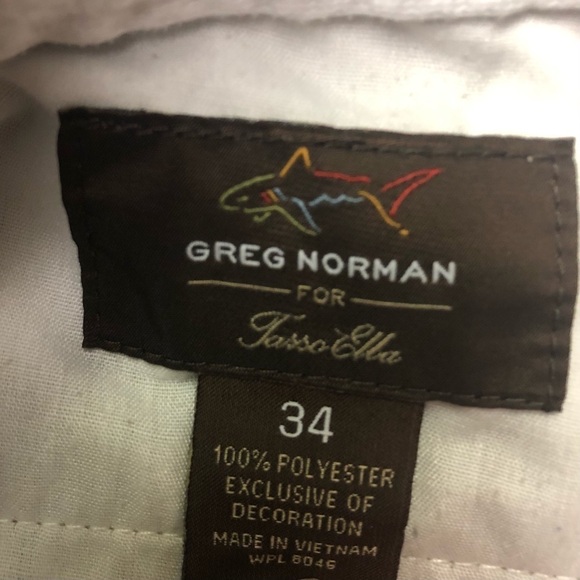 GREG NORMAN
FOR
Tasso Elba
34
100% POLYESTER
EXCLUSIVE OF
DECORATION
MADE IN VIETNAM
WPL 8046